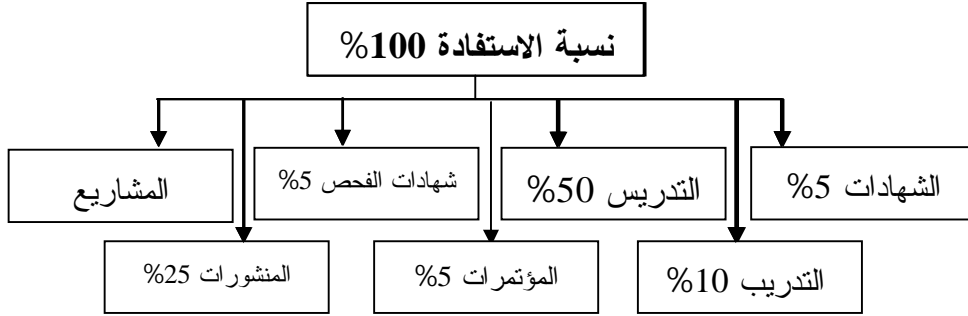 نسبة الاستفادة 100%
الشهادات 5%
التدريس 50%
شهادات الفحص 5%
المشاريع
التدريب 10%
المؤتمرات 5%
المنشورات 25%